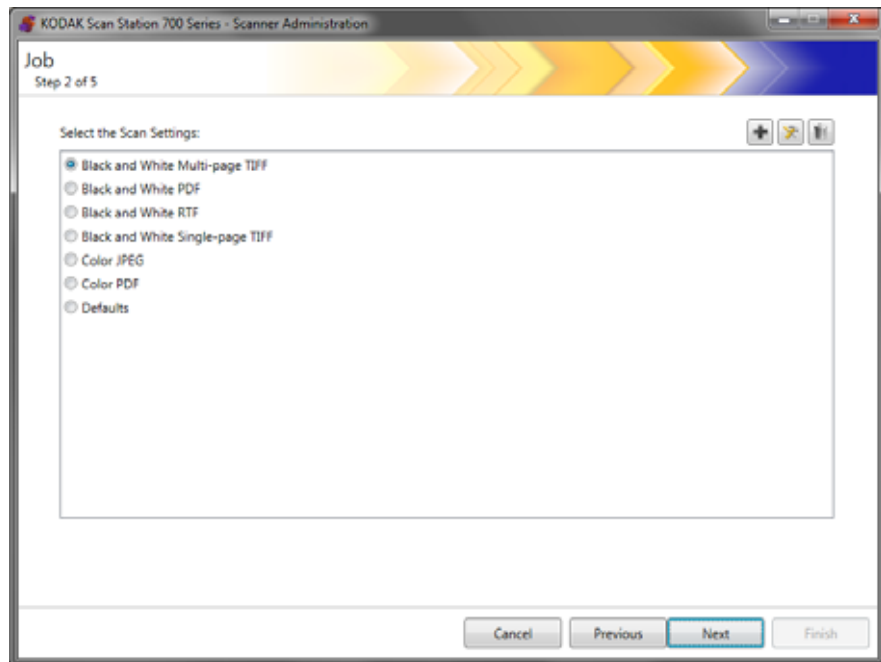 KODAK Scan Station 700 Series - Scanner Administration
Job
Step 2 of 5
Select the Scan Settings:
Black and White Multi-page TIFF
Black and White PDF
Black and White RTF
Black and White Single-page TIFF
Color JPEG
Color PDF
Defaults
Cancel Previous Next Finish